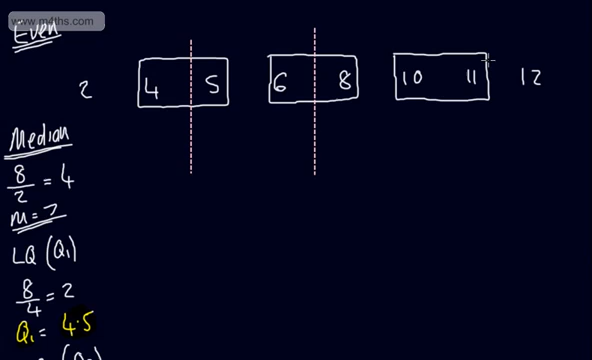 www.m4ths.com
Even
2 4 5 6 8 10 11 12
Median
8/2 = 4
m = 7
LQ (Q₁)
8/4 = 2
Q₁ = 4.5